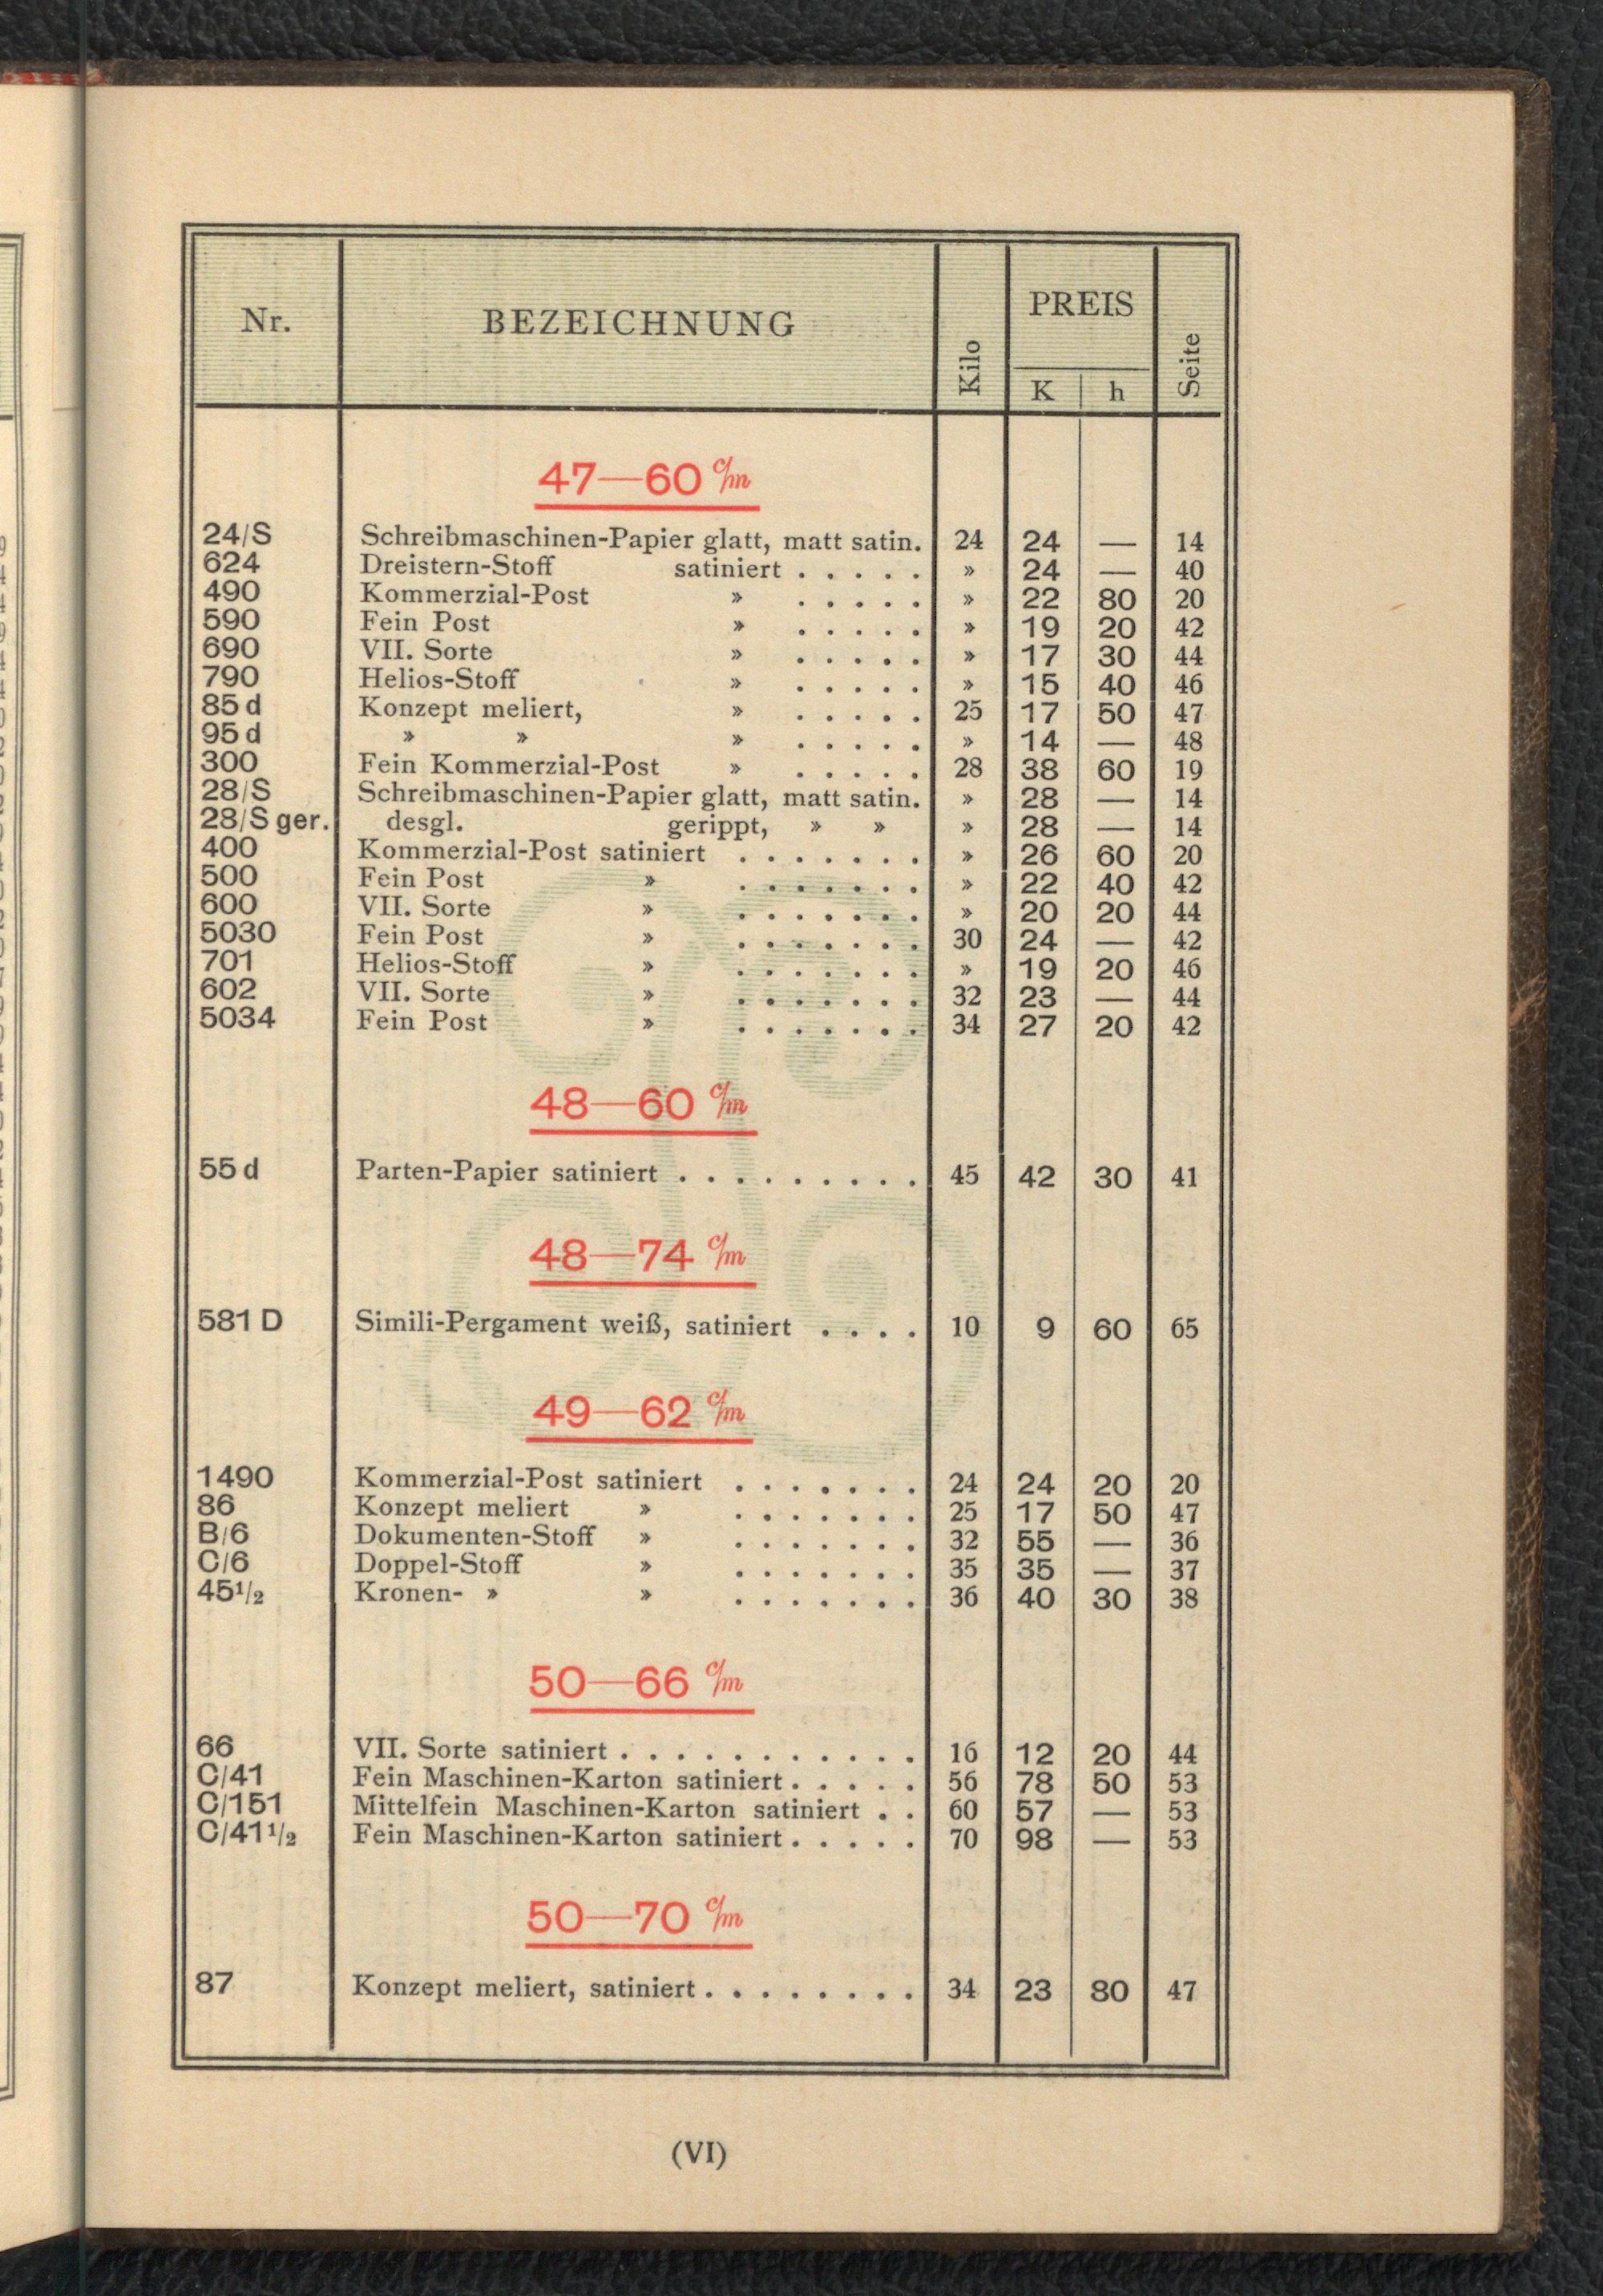 Nr. BEZEICHNUNG Kilo PREIS K h Seite
47—60 c/m
24/S Schreibmaschinen-Papier glatt, matt satin. 24 24 — 14
624 Dreistern-Stoff satiniert . . . . . » 24 — 40
490 Kommerzial-Post » . . . . . » 22 80 20
590 Fein Post » . . . . . » 19 20 42
690 VII. Sorte » . . . . . » 17 30 44
790 Helios-Stoff » . . . . . » 15 40 46
85 d Konzept meliert, » . . . . . 25 17 50 47
95 d » » » . . . . . » 14 — 48
300 Fein Kommerzial-Post » . . . . . 28 38 60 19
28/S Schreibmaschinen-Papier glatt, matt satin. » 28 — 14
28/S ger. desgl. gerippt, » » » 28 — 14
400 Kommerzial-Post satiniert . . . . . . . » 26 60 20
500 Fein Post » . . . . . . . » 22 40 42
600 VII. Sorte » . . . . . . . » 20 20 44
5030 Fein Post » . . . . . . . 30 24 — 42
701 Helios-Stoff » . . . . . . . » 19 20 46
602 VII. Sorte » . . . . . . . 32 23 — 44
5034 Fein Post » . . . . . . . 34 27 20 42
48—60 c/m
55 d Parten-Papier satiniert . . . . . . . . . 45 42 30 41
48—74 c/m
581 D Simili-Pergament weiß, satiniert . . . . 10 9 60 65
49—62 c/m
1490 Kommerzial-Post satiniert . . . . . . . 24 24 20 20
86 Konzept meliert » . . . . . . . 25 17 50 47
B/6 Dokumenten-Stoff » . . . . . . . 32 55 — 36
C/6 Doppel-Stoff » . . . . . . . 35 35 — 37
45½ Kronen- » » . . . . . . . 36 40 30 38
50—66 c/m
66 VII. Sorte satiniert . . . . . . . . . . . 16 12 20 44
C/41 Fein Maschinen-Karton satiniert . . . . . 56 78 50 53
C/151 Mittelfein Maschinen-Karton satiniert . . 60 57 — 53
C/41½ Fein Maschinen-Karton satiniert . . . . . 70 98 — 53
50—70 c/m
87 Konzept meliert, satiniert . . . . . . . . 34 23 80 47
(VI)